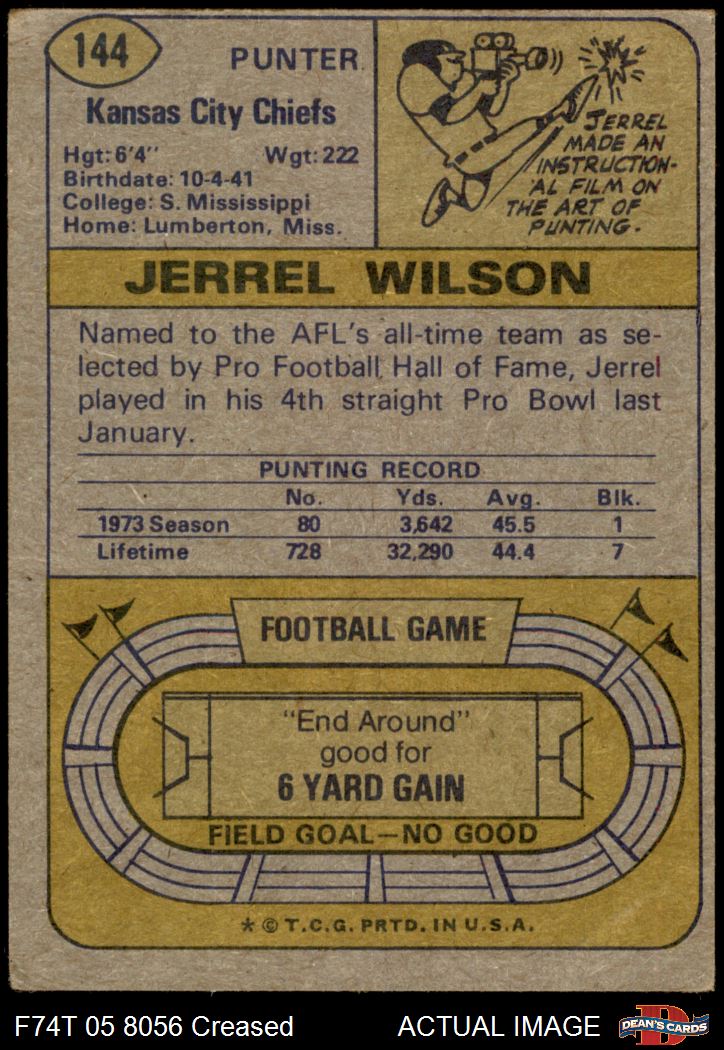 144
PUNTER
Kansas City Chiefs
Hgt: 6'4" Wgt: 222
Birthdate: 10-4-41
College: S. Mississippi
Home: Lumberton, Miss.
JERREL
MADE AN
INSTRUCTION-
AL FILM ON
THE ART OF
PUNTING.
JERREL WILSON
Named to the AFL's all-time team as se-
lected by Pro Football Hall of Fame, Jerrel
played in his 4th straight Pro Bowl last
January.
PUNTING RECORD
No. Yds. Avg. Blk.
1973 Season 80 3,642 45.5 1
Lifetime 728 32,290 44.4 7
FOOTBALL GAME
"End Around"
good for
6 YARD GAIN
FIELD GOAL—NO GOOD
* © T.C.G. PRTD. IN U.S.A.
F74T 05 8056 Creased ACTUAL IMAGE
D
DEAN'S CARDS